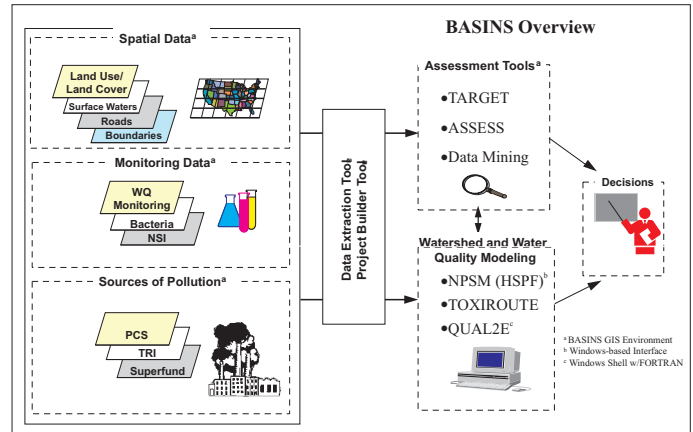 BASINS Overview
Spatial Dataᵃ
Land Use/
Land Cover
Surface Waters
Roads
Boundaries
Monitoring Dataᵃ
WQ
Monitoring
Bacteria
NSI
Sources of Pollutionᵃ
PCS
TRI
Superfund
Data Extraction Tool,
Project Builder Tool,
Assessment Toolsᵃ
•TARGET
•ASSESS
•Data Mining
Watershed and Water
Quality Modeling
•NPSM (HSPF)ᵇ
•TOXIROUTE
•QUAL2Eᶜ
Decisions
ᵃ BASINS GIS Environment
ᵇ Windows-based Interface
ᶜ Windows Shell w/FORTRAN